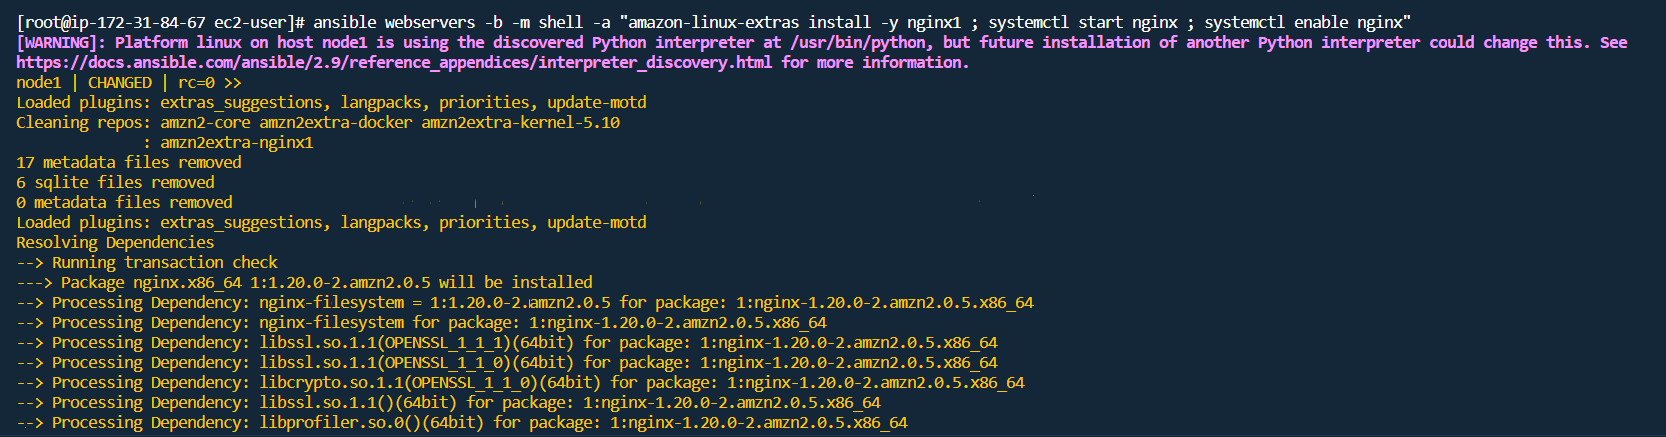 [root@ip-172-31-84-67 ec2-user]# ansible webservers -b -m shell -a "amazon-linux-extras install -y nginx1 ; systemctl start nginx ; systemctl enable nginx"
[WARNING]: Platform linux on host node1 is using the discovered Python interpreter at /usr/bin/python, but future installation of another Python interpreter could change this. See
https://docs.ansible.com/ansible/2.9/reference_appendices/interpreter_discovery.html for more information.
node1 | CHANGED | rc=0 >>
Loaded plugins: extras_suggestions, langpacks, priorities, update-motd
Cleaning repos: amzn2-core amzn2extra-docker amzn2extra-kernel-5.10
              : amzn2extra-nginx1
17 metadata files removed
6 sqlite files removed
0 metadata files removed
Loaded plugins: extras_suggestions, langpacks, priorities, update-motd
Resolving Dependencies
--> Running transaction check
---> Package nginx.x86_64 1:1.20.0-2.amzn2.0.5 will be installed
--> Processing Dependency: nginx-filesystem = 1:1.20.0-2.amzn2.0.5 for package: 1:nginx-1.20.0-2.amzn2.0.5.x86_64
--> Processing Dependency: nginx-filesystem for package: 1:nginx-1.20.0-2.amzn2.0.5.x86_64
--> Processing Dependency: libssl.so.1.1(OPENSSL_1_1_1)(64bit) for package: 1:nginx-1.20.0-2.amzn2.0.5.x86_64
--> Processing Dependency: libssl.so.1.1(OPENSSL_1_1_0)(64bit) for package: 1:nginx-1.20.0-2.amzn2.0.5.x86_64
--> Processing Dependency: libcrypto.so.1.1(OPENSSL_1_1_0)(64bit) for package: 1:nginx-1.20.0-2.amzn2.0.5.x86_64
--> Processing Dependency: libssl.so.1.1()(64bit) for package: 1:nginx-1.20.0-2.amzn2.0.5.x86_64
--> Processing Dependency: libprofiler.so.0()(64bit) for package: 1:nginx-1.20.0-2.amzn2.0.5.x86_64